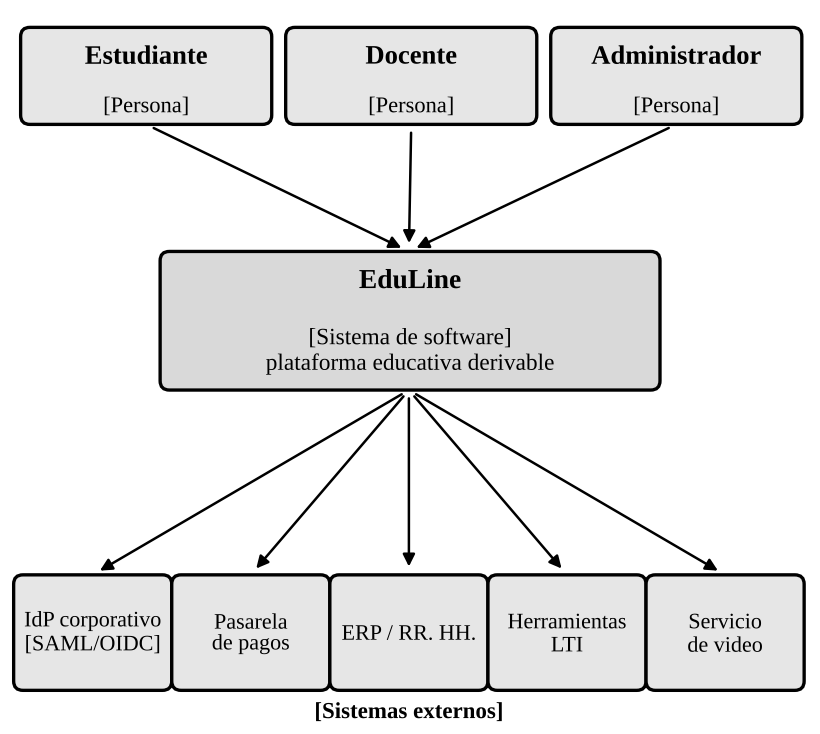 Estudiante
[Persona]
Docente
[Persona]
Administrador
[Persona]
EduLine
[Sistema de software]
plataforma educativa derivable
IdP corporativo
[SAML/OIDC]
Pasarela
de pagos
ERP / RR. HH.
Herramientas
LTI
Servicio
de video
[Sistemas externos]